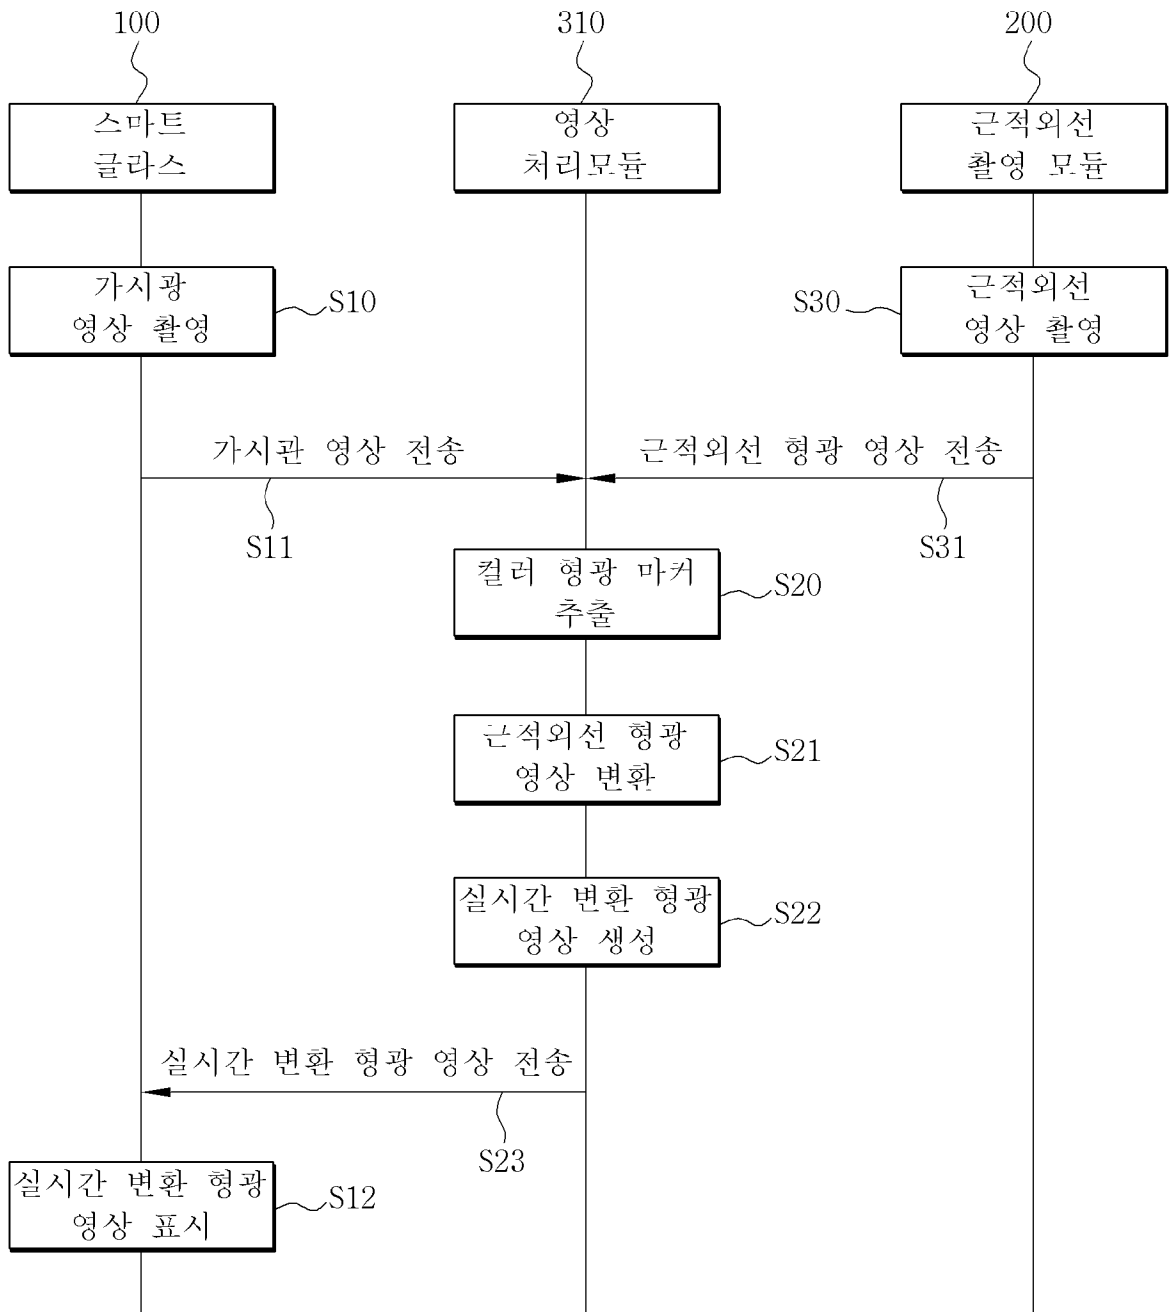 100
310
200
스마트
글라스
영상
처리모듈
근적외선
촬영 모듈
가시광
영상 촬영
S10
S30
근적외선
영상 촬영
가시관 영상 전송
근적외선 형광 영상 전송
S11
S31
컬러 형광 마커
추출
S20
근적외선 형광
영상 변환
S21
실시간 변환 형광
영상 생성
S22
실시간 변환 형광 영상 전송
S23
실시간 변환 형광
영상 표시
S12